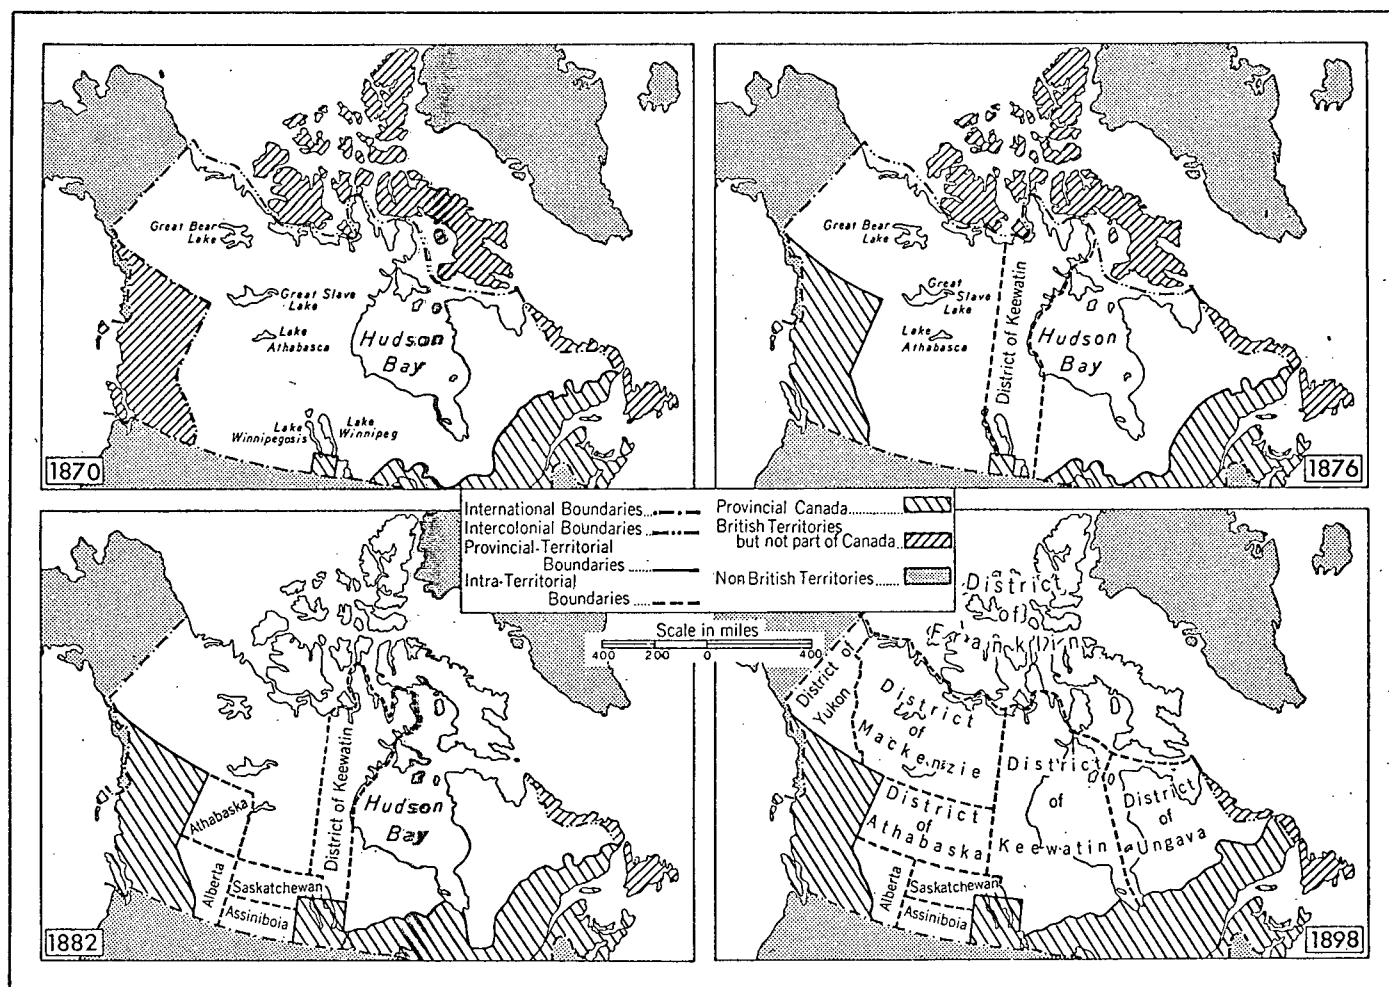 Great Bear
Lake
Great Slave
Lake
Lake
Athabasca
Hudson
Bay
Lake
Winnipegosis
Lake
Winnipeg
1870
Great Bear
Lake
Great
Slave
Lake
Lake
Athabasca
District of Keewatin
Hudson
Bay
1876
International Boundaries
Intercolonial Boundaries
Provincial-Territorial
Boundaries
Intra-Territorial
Boundaries
Provincial Canada
British Territories
but not part of Canada
Non British Territories
Scale in miles
400 200 0 400
Athabaska
Alberta
Saskatchewan
Assiniboia
District of Keewatin
Hudson
Bay
1882
District
of
Franklin
District of
Yukon
District
of
Mackenzie
District
of
Keewatin
District
of
Ungava
District
of
Athabaska
Alberta
Saskatchewan
Assiniboia
1898